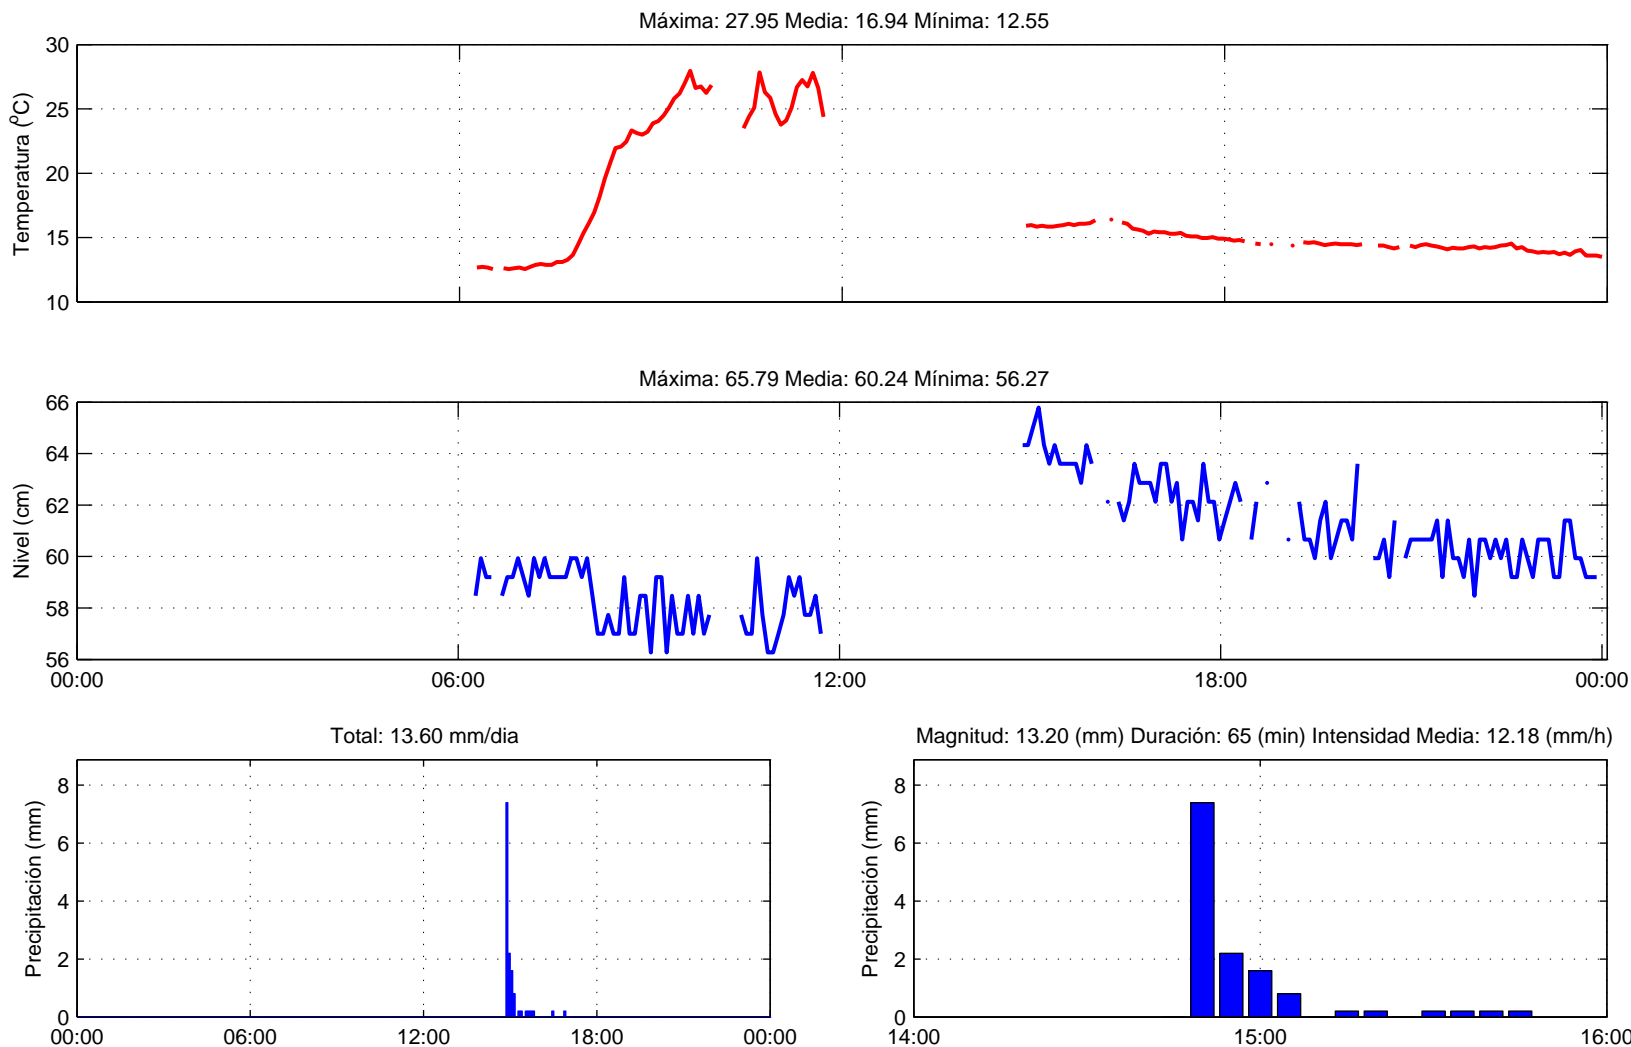 Máxima: 27.95 Media: 16.94 Mínima: 12.55
30
25
20
15
10
Temperatura (ºC)
Máxima: 65.79 Media: 60.24 Mínima: 56.27
66
64
62
60
58
56
Nivel (cm)
00:00 06:00 12:00 18:00 00:00
Total: 13.60 mm/dia
8
6
4
2
0
Precipitación (mm)
00:00 06:00 12:00 18:00 00:00
Magnitud: 13.20 (mm) Duración: 65 (min) Intensidad Media: 12.18 (mm/h)
8
6
4
2
0
Precipitación (mm)
14:00 15:00 16:00